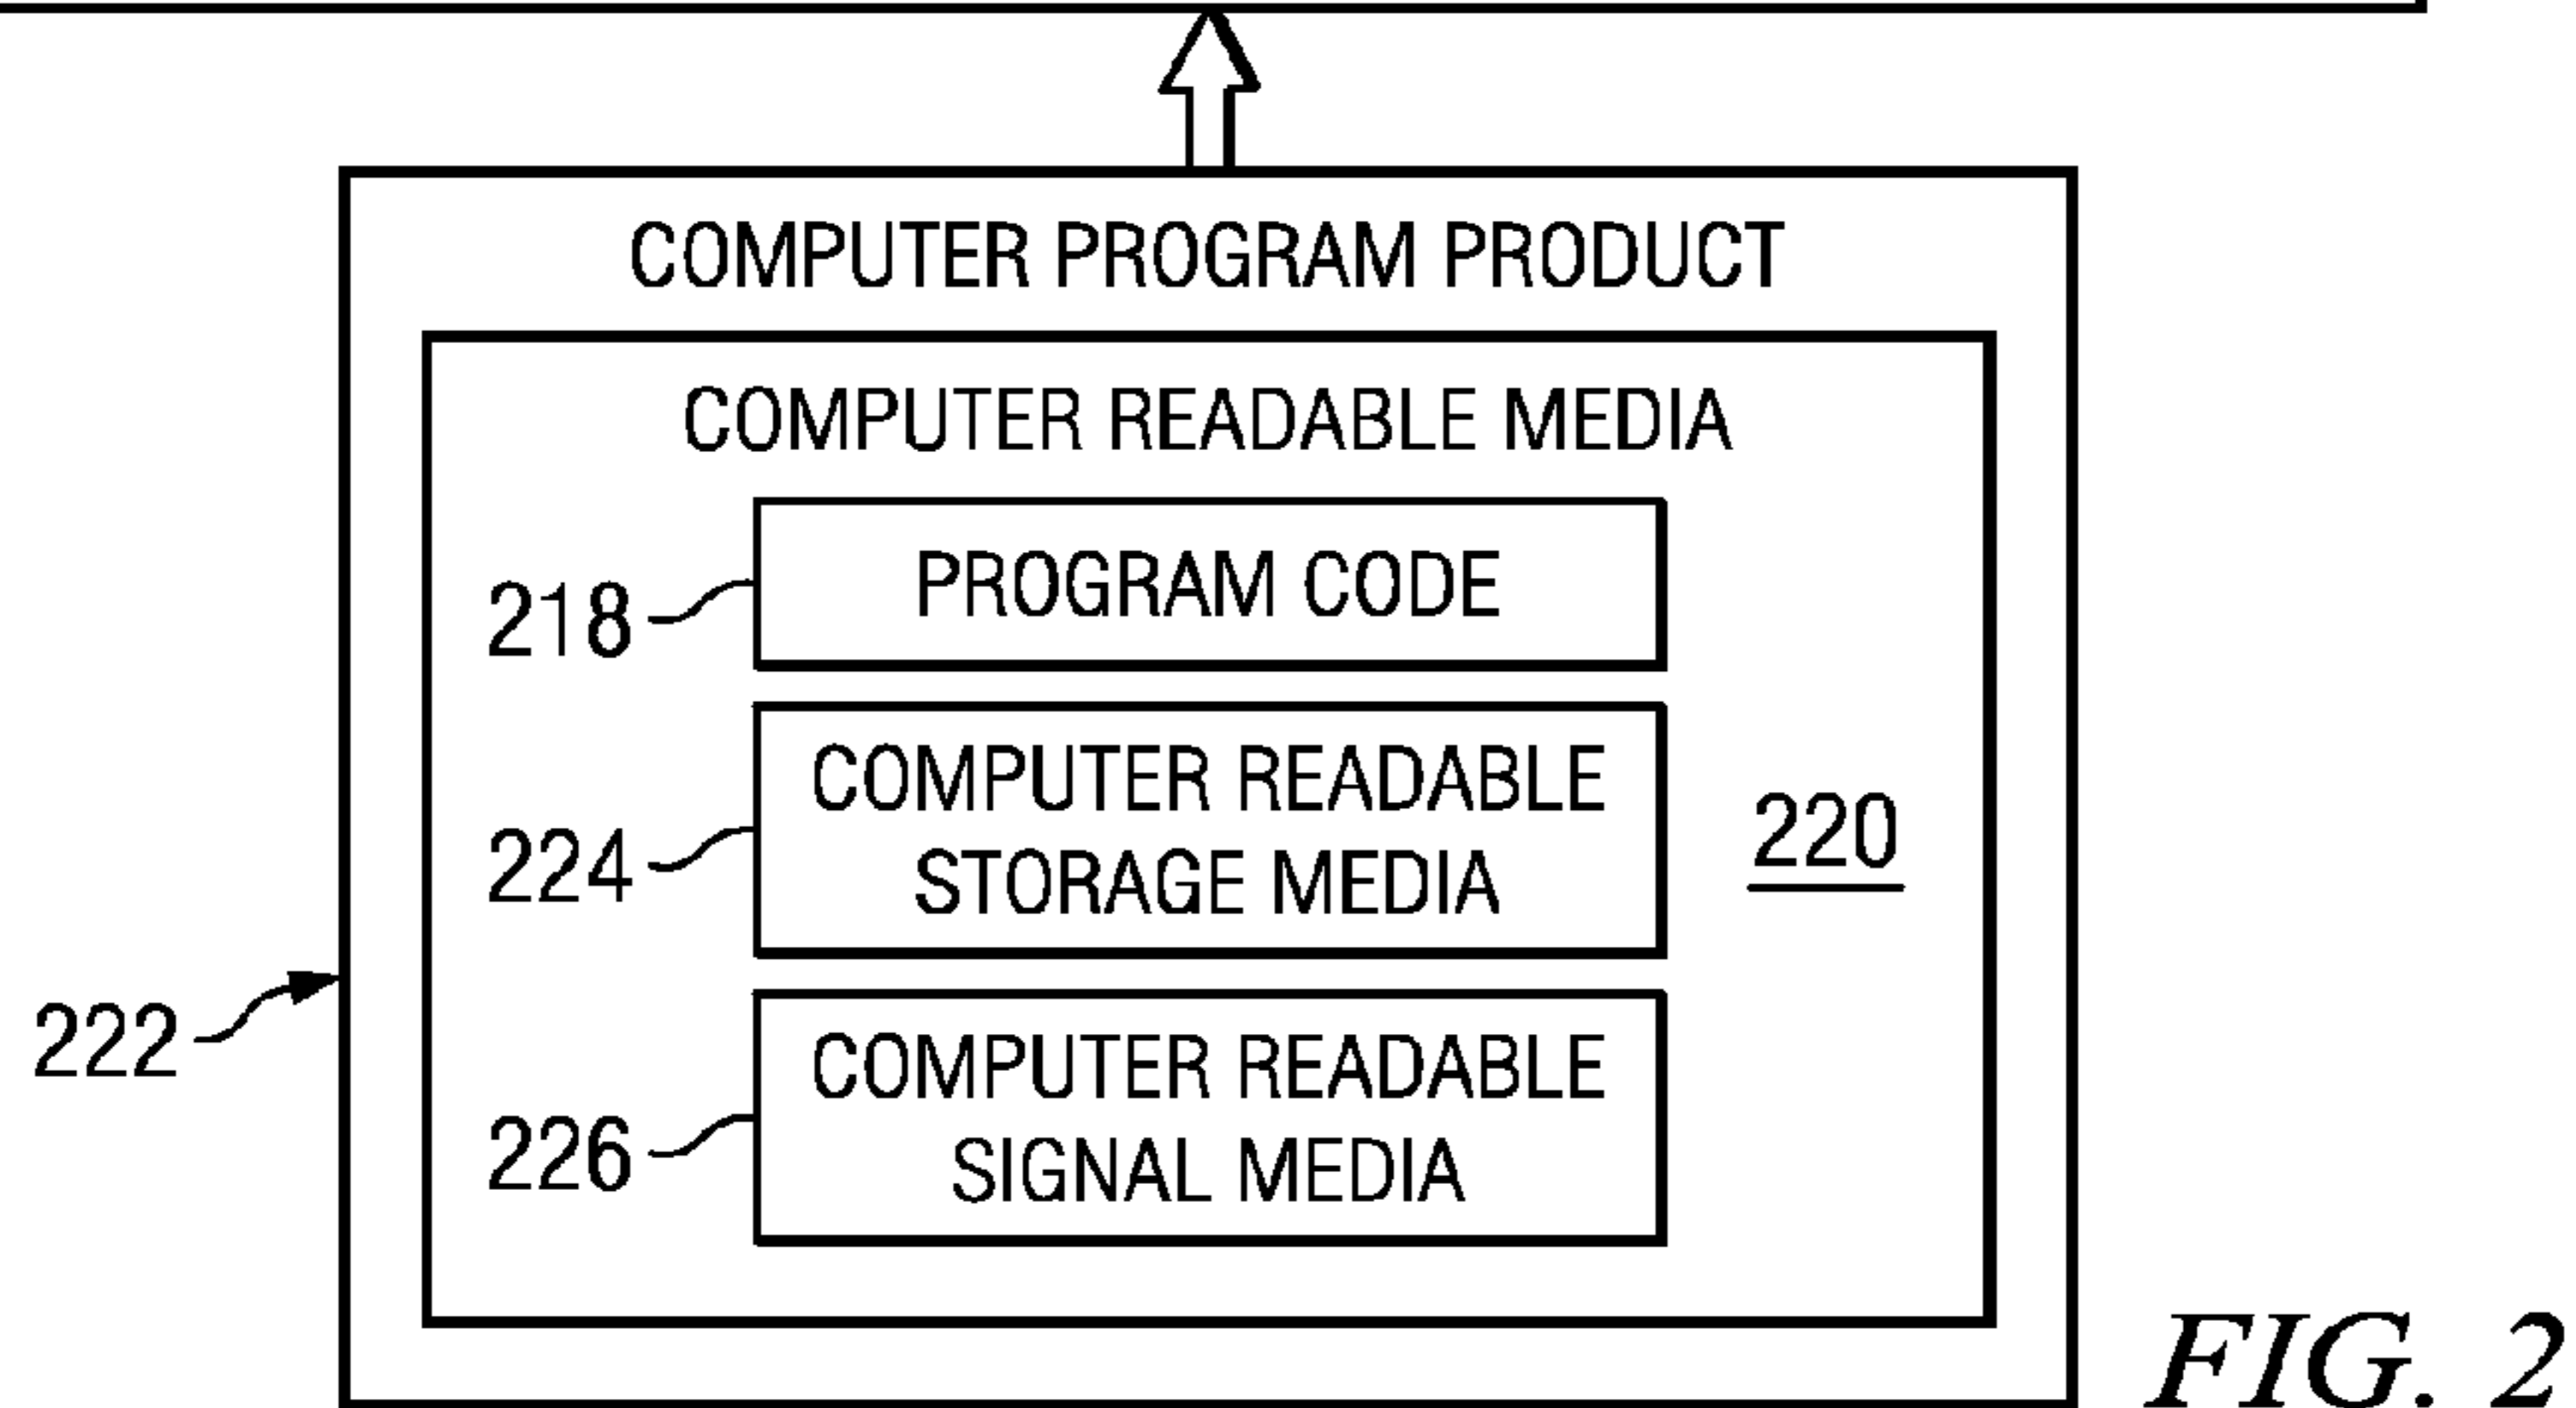 COMPUTER PROGRAM PRODUCT
COMPUTER READABLE MEDIA
218
PROGRAM CODE
224
COMPUTER READABLE
STORAGE MEDIA
220
222
226
COMPUTER READABLE
SIGNAL MEDIA
FIG. 2